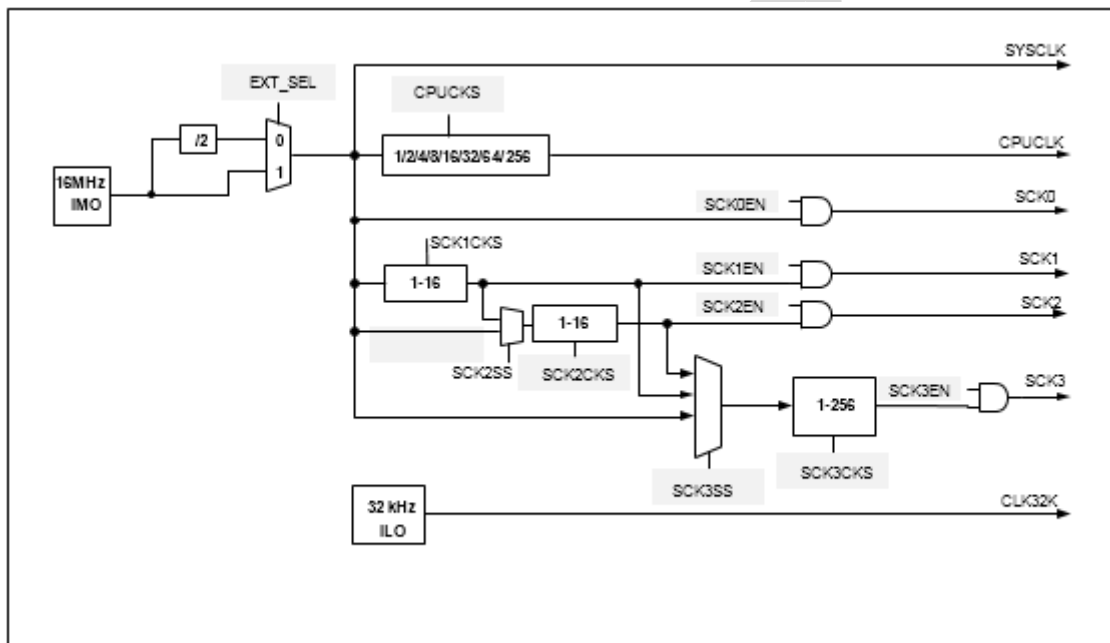 SYSCLK
EXT_SEL
CPUCKS
/2
0
1
1/2/4/8/16/32/64/256
CPUCLK
16MHz
IMO
SCK0EN
SCK0
SCK1CKS
SCK1
1-16
SCK1EN
SCK2EN
SCK2
1-16
SCK2SS
SCK2CKS
SCK3
SCK3EN
1-256
SCK3CKS
SCK3SS
CLK32K
32 kHz
ILO